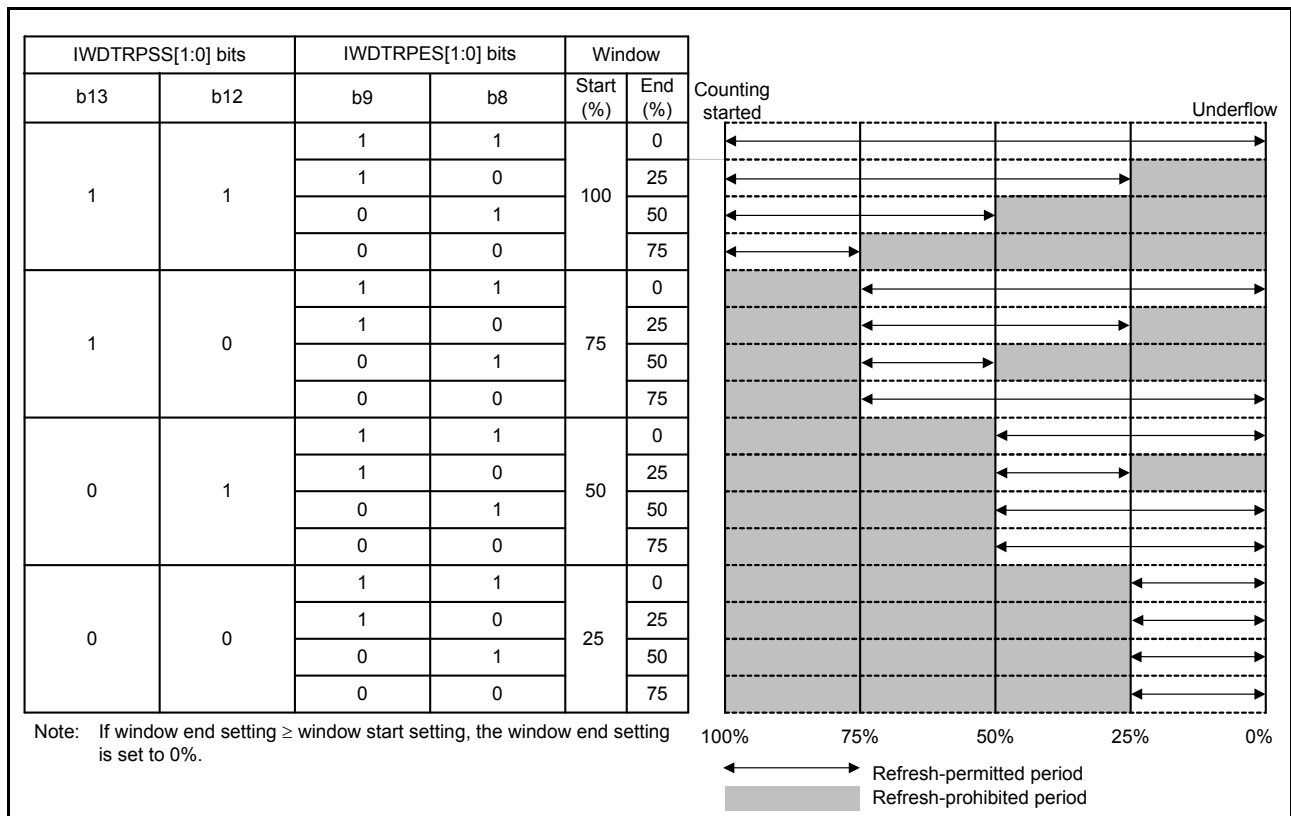 IWDTRPSS[1:0] bits IWDTRPES[1:0] bits Window
b13 b12 b9 b8 Start (%) End (%)
Counting started Underflow
1 1 0
1 0 25
1 1 100
0 1 50
0 0 75
1 1 0
1 0 25
1 0 75
0 1 50
0 0 75
1 1 0
1 0 25
0 1 50
0 1 50
0 0 75
1 1 0
1 0 25
0 0 25
0 1 50
0 0 75
Note: If window end setting ≥ window start setting, the window end setting
is set to 0%.
100% 75% 50% 25% 0%
Refresh-permitted period
Refresh-prohibited period